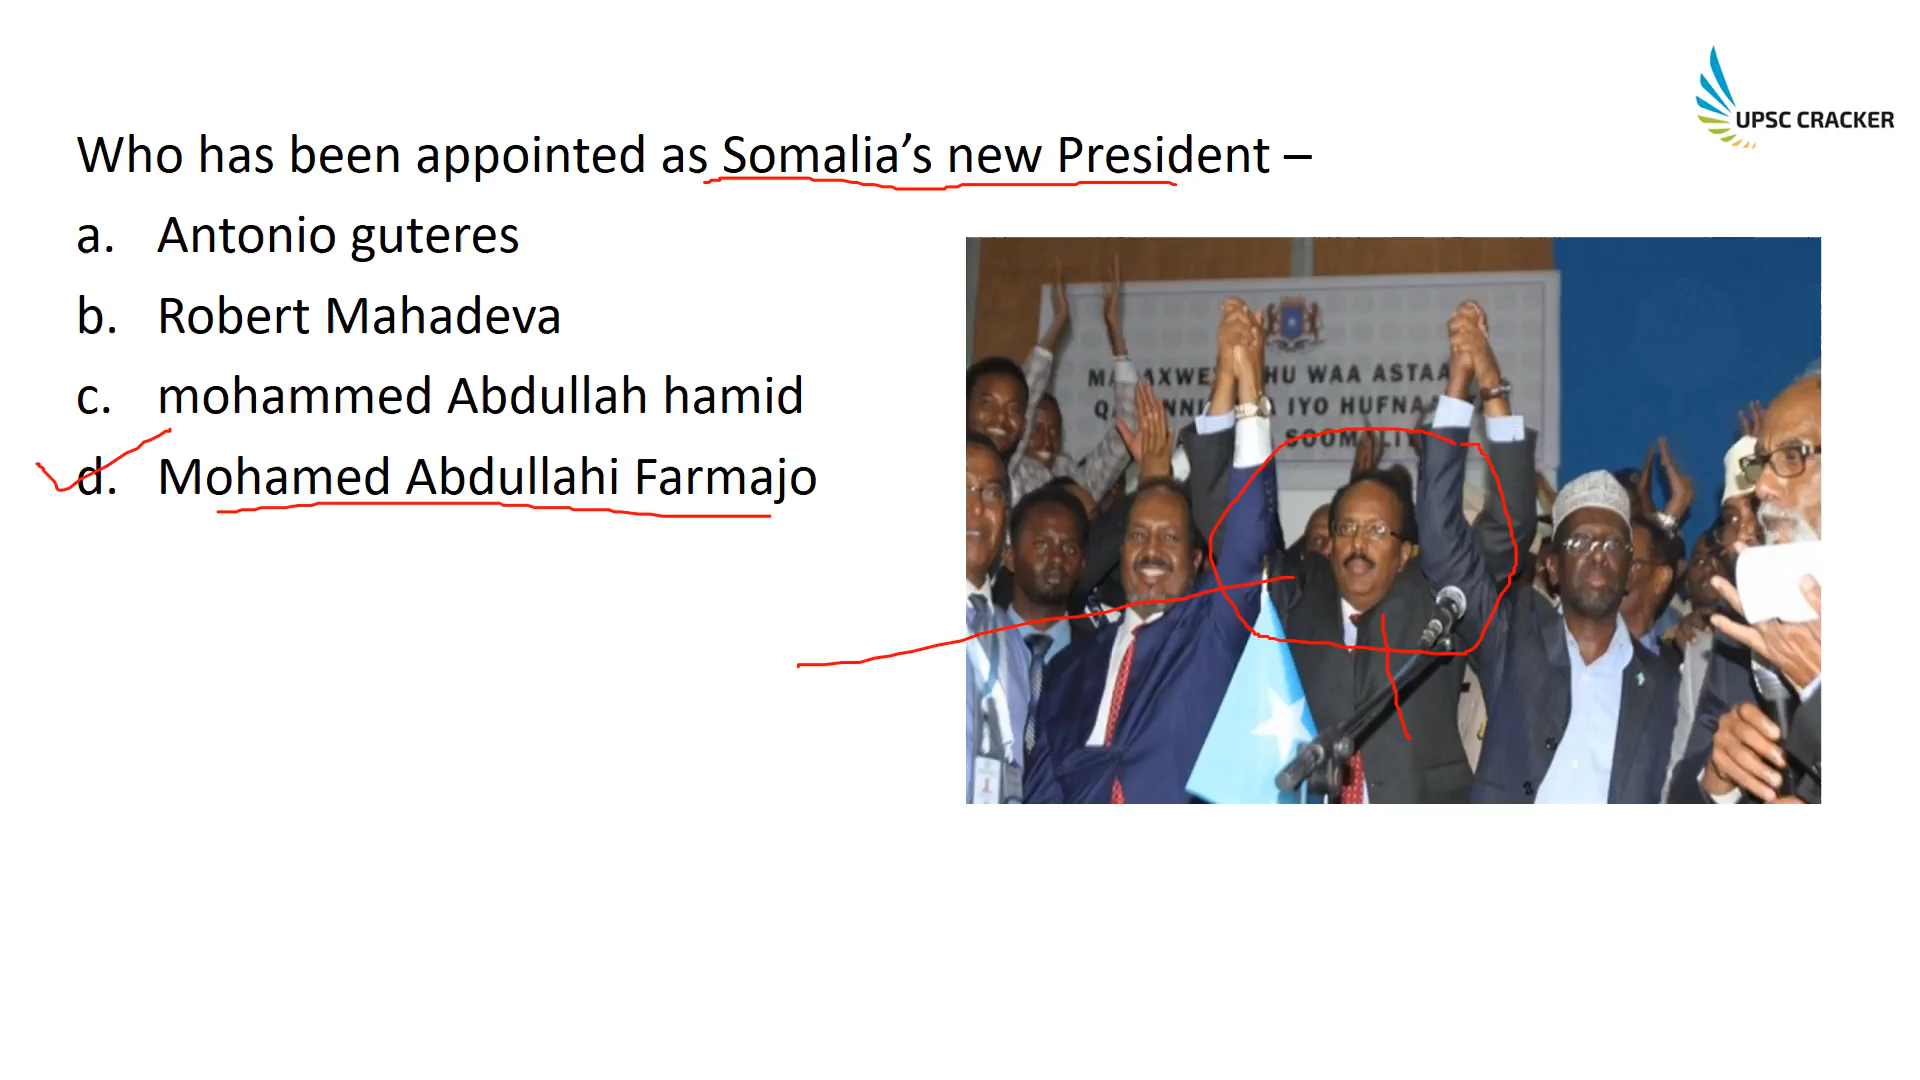 UPSC CRACKER
Who has been appointed as Somalia’s new President –
a. Antonio guteres
b. Robert Mahadeva
c. mohammed Abdullah hamid
d. Mohamed Abdullahi Farmajo
HU WAA ASTAA
IYO HUFNA
SOOM